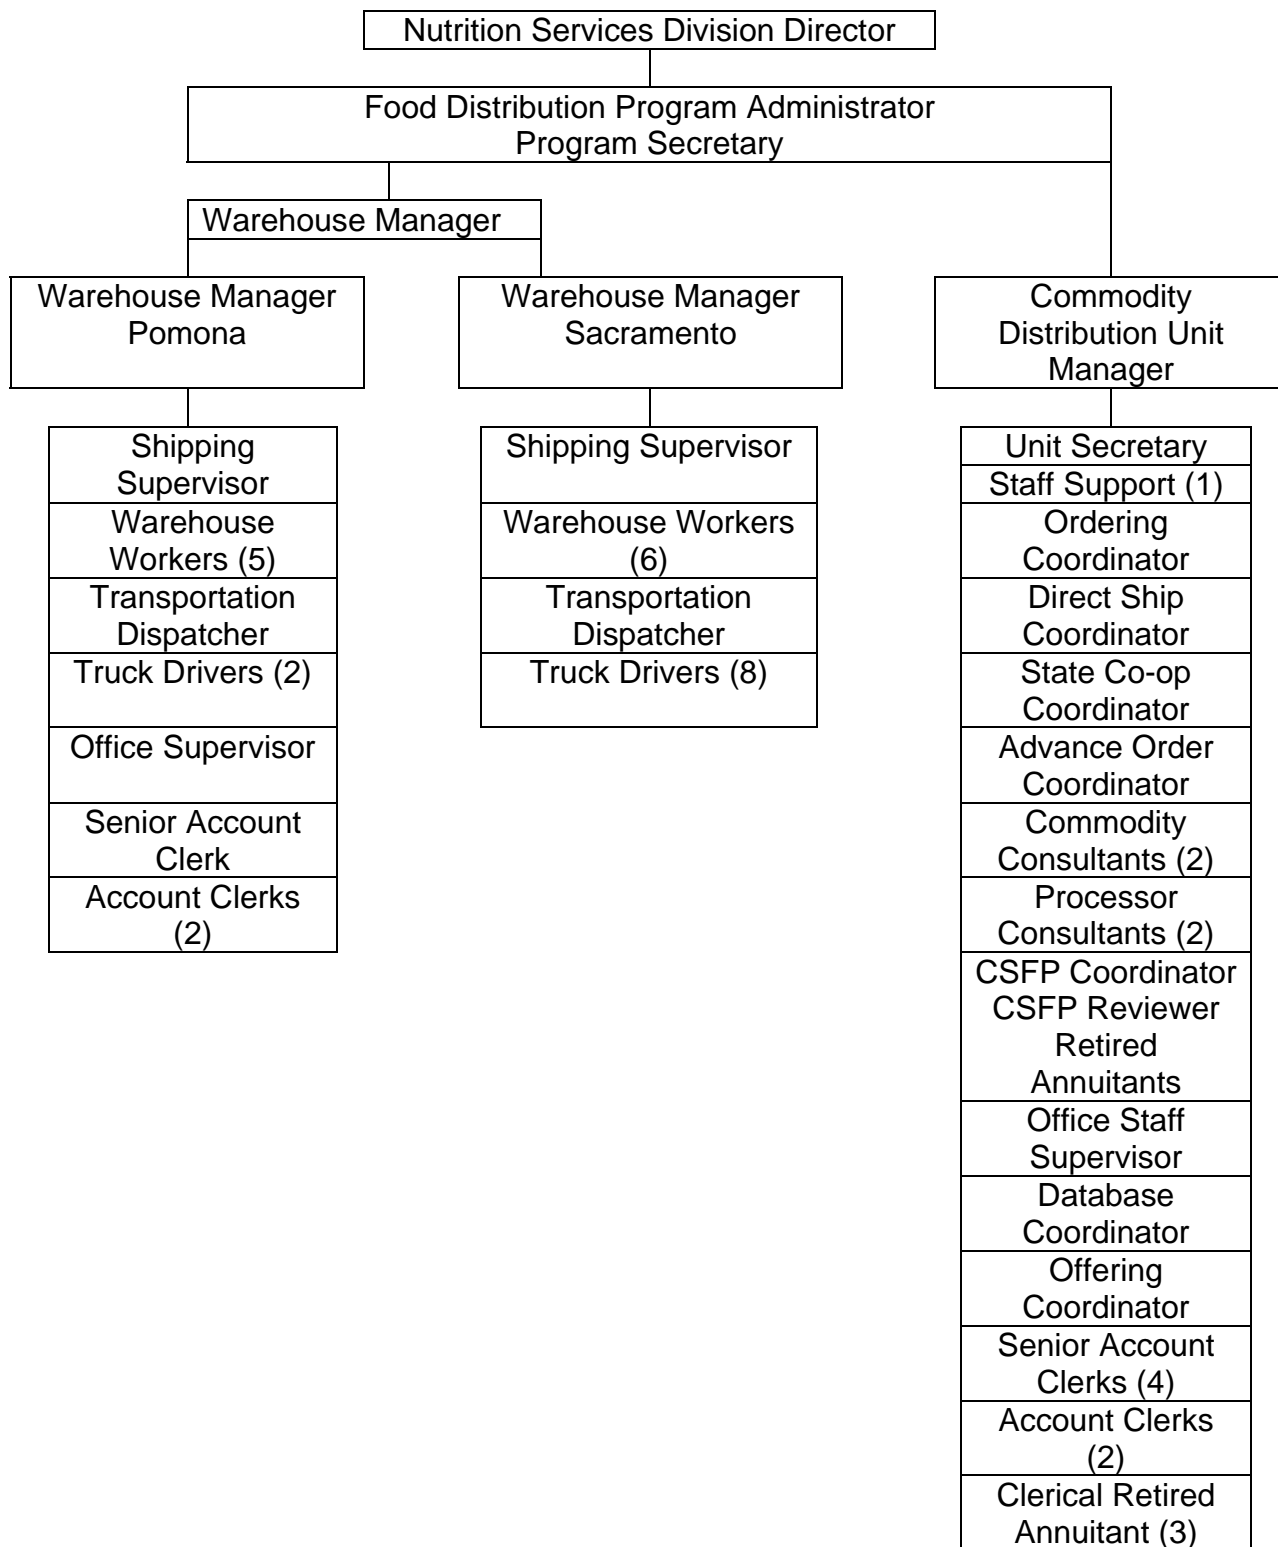 Nutrition Services Division Director
Food Distribution Program Administrator
Program Secretary
Warehouse Manager
Warehouse Manager
Pomona
Warehouse Manager
Sacramento
Commodity
Distribution Unit
Manager
Shipping
Supervisor
Warehouse
Workers (5)
Transportation
Dispatcher
Truck Drivers (2)
Office Supervisor
Senior Account
Clerk
Account Clerks
(2)
Shipping Supervisor
Warehouse Workers
(6)
Transportation
Dispatcher
Truck Drivers (8)
Unit Secretary
Staff Support (1)
Ordering
Coordinator
Direct Ship
Coordinator
State Co-op
Coordinator
Advance Order
Coordinator
Commodity
Consultants (2)
Processor
Consultants (2)
CSFP Coordinator
CSFP Reviewer
Retired
Annuitants
Office Staff
Supervisor
Database
Coordinator
Offering
Coordinator
Senior Account
Clerks (4)
Account Clerks
(2)
Clerical Retired
Annuitant (3)